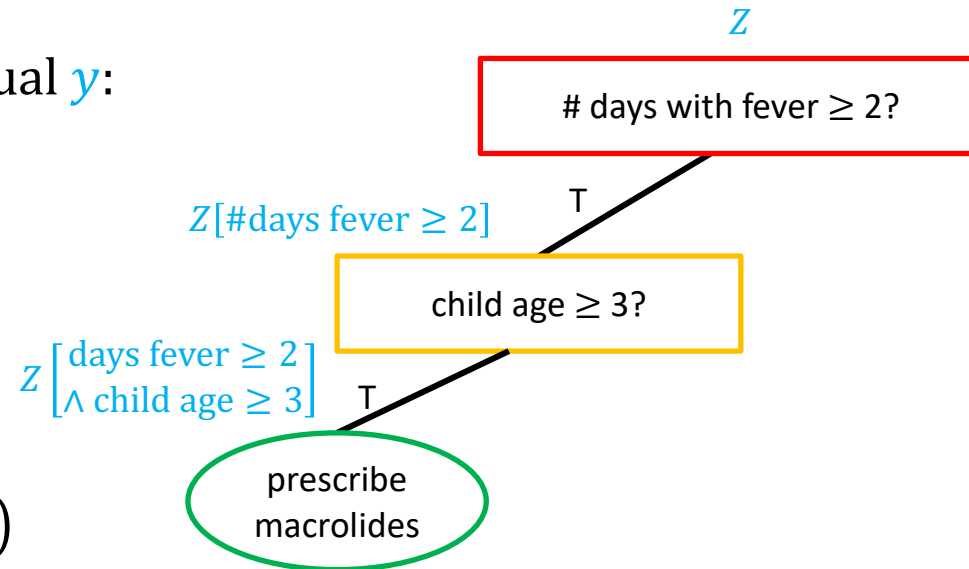 Z
ual y:
# days with fever ≥ 2?
T
Z[#days fever ≥ 2]
child age ≥ 3?
Z[days fever ≥ 2
∧ child age ≥ 3]
T
prescribe
macrolides
)